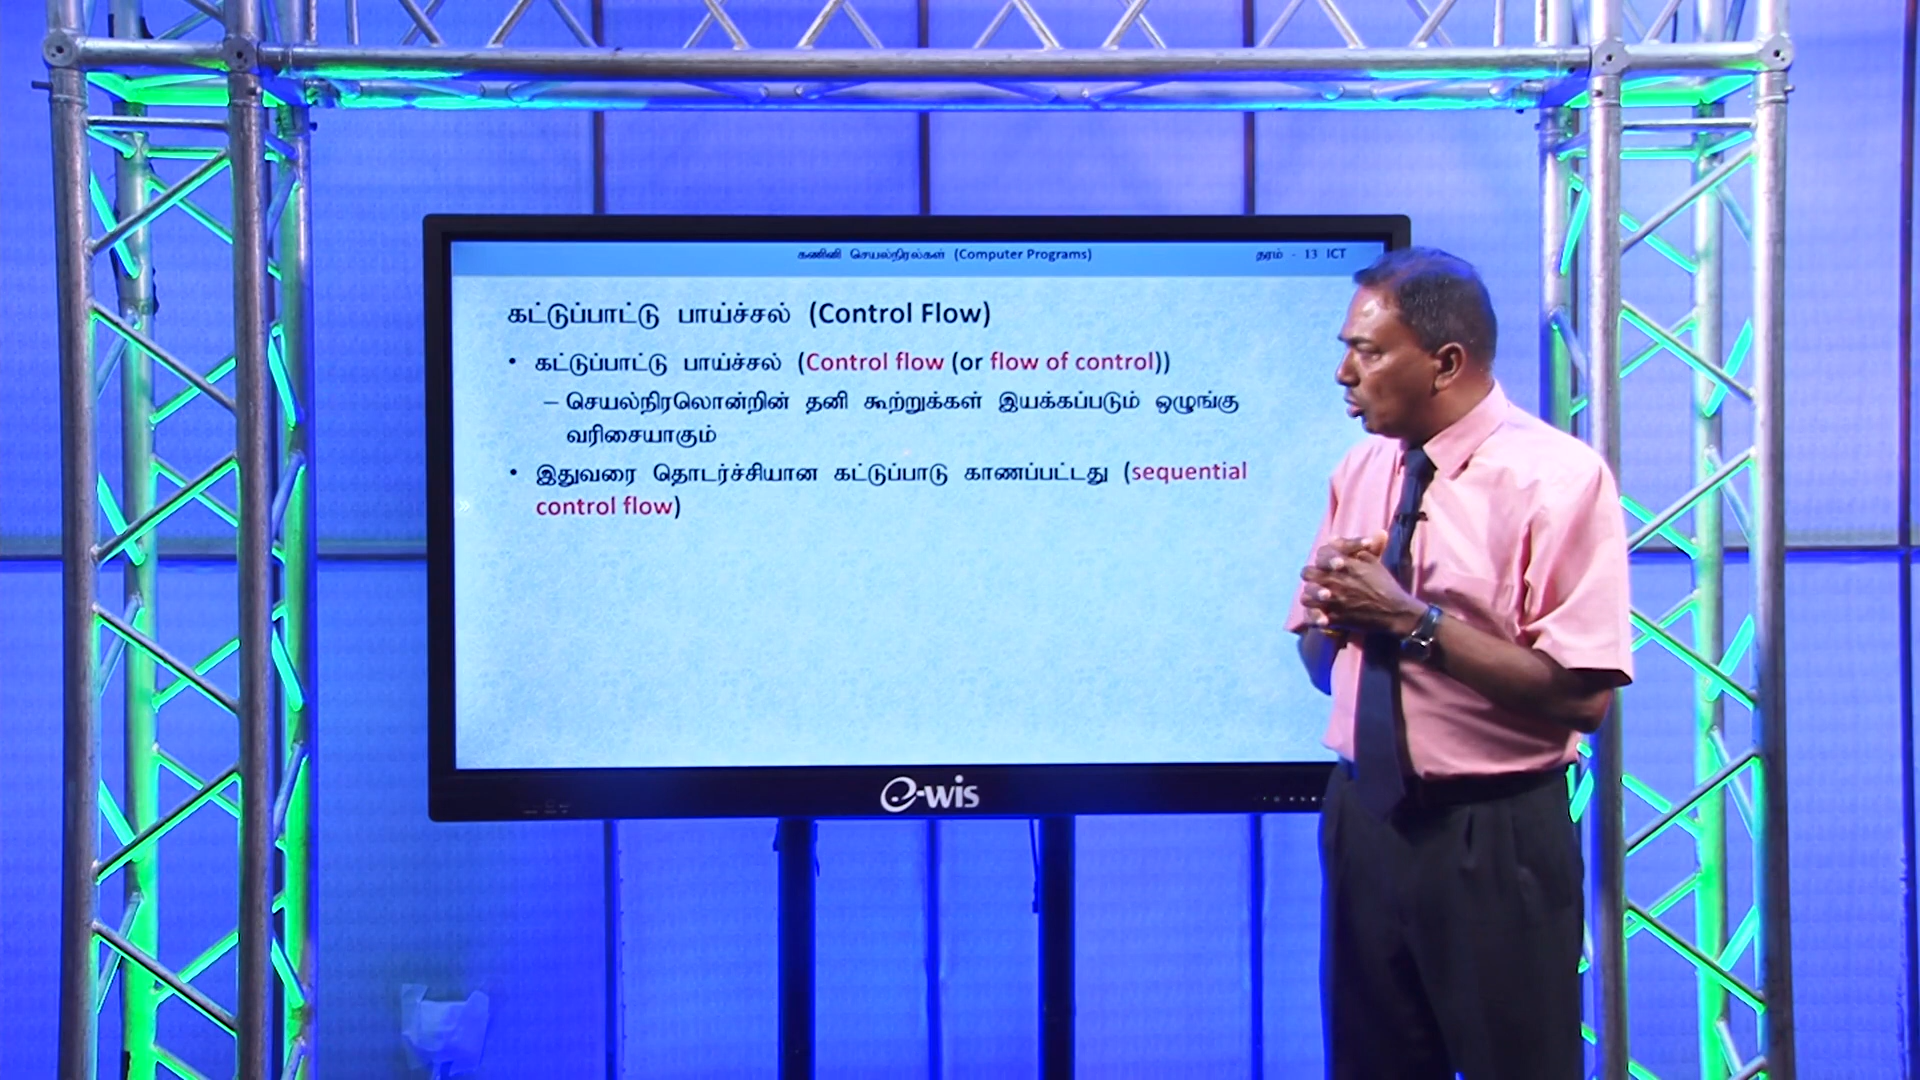 கணினி செயல்நிரல்கள் (Computer Programs) தரம் - 13 ICT
கட்டுப்பாட்டு பாய்ச்சல் (Control Flow)
• கட்டுப்பாட்டு பாய்ச்சல் (Control flow (or flow of control))
– செயல்நிரலொன்றின் தனி கூற்றுக்கள் இயக்கப்படும் ஒழுங்கு
வரிசையாகும்
• இதுவரை தொடர்ச்சியான கட்டுப்பாடு காணப்பட்டது (sequential
control flow)
e-wis